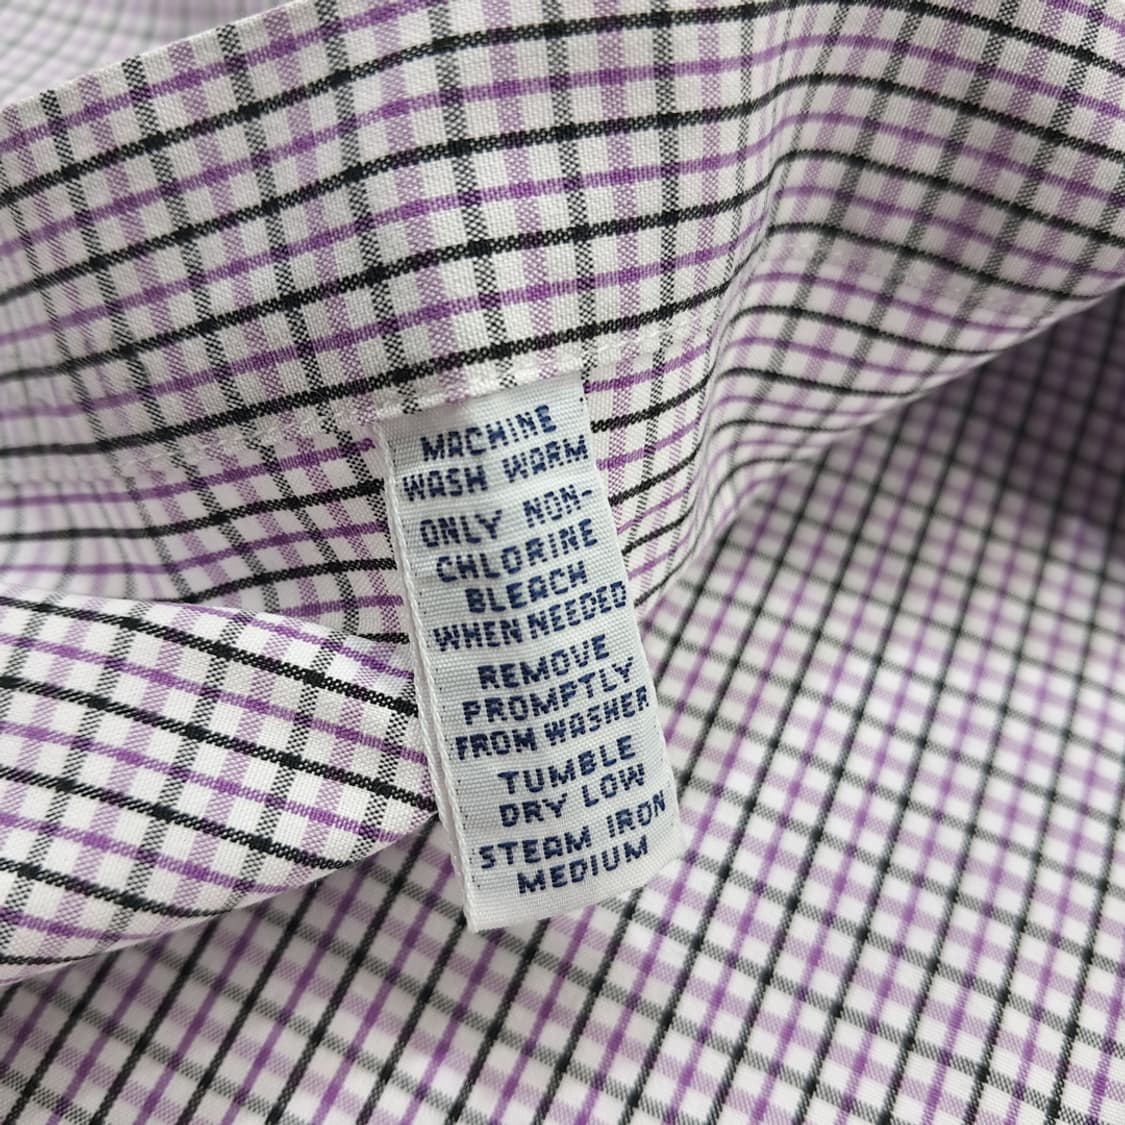 MACHINE
WASH WARM
ONLY NON-
CHLORINE
BLEACH
WHEN NEEDED
REMOVE
PROMPTLY
FROM WASHER
TUMBLE
DRY LOW
STEAM IRON
MEDIUM